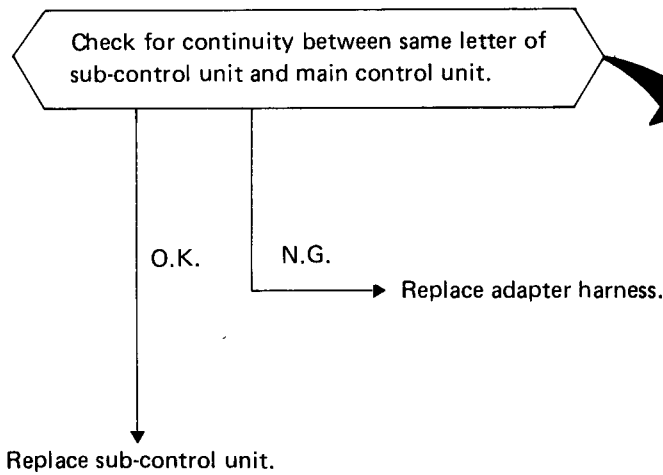 Check for continuity between same letter of
sub-control unit and main control unit.
O.K.
N.G.
Replace adapter harness.
Replace sub-control unit.